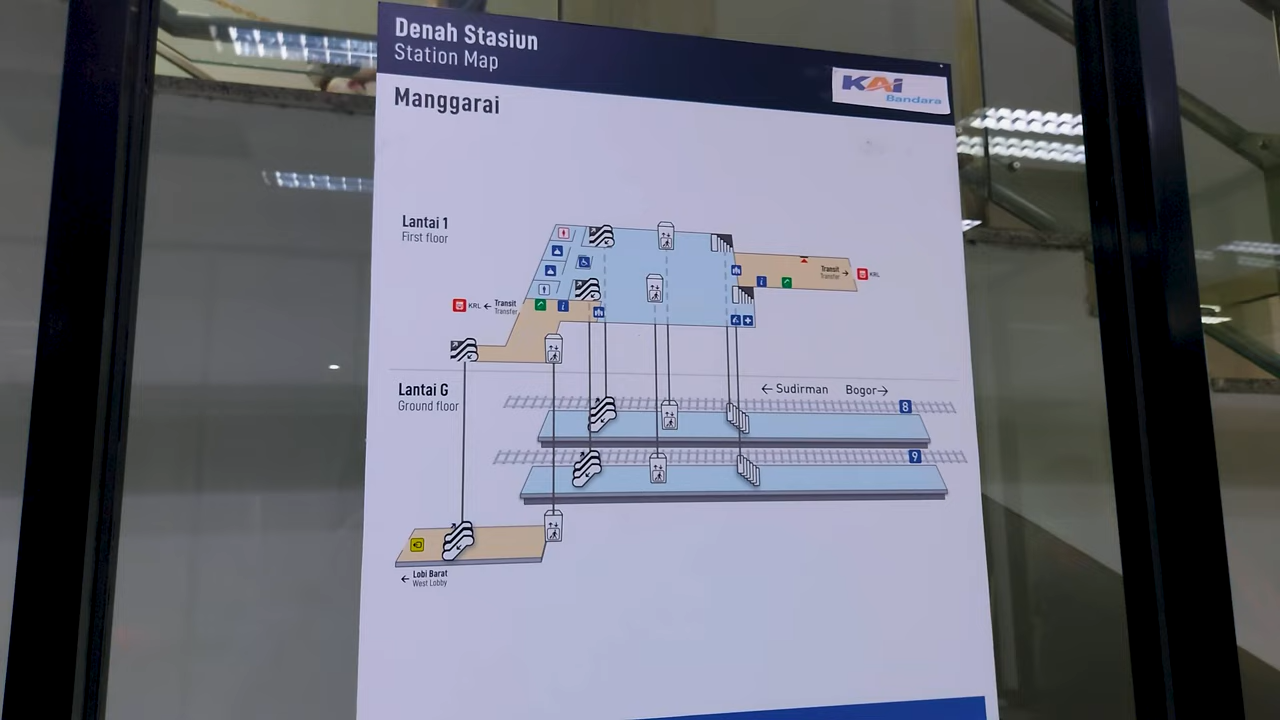 Denah Stasiun
Station Map
KAI
Bandara
Manggarai
Lantai 1
First floor
Transit
Transfer
KRL
KRL
Transit
Transfer
Lantai G
Ground floor
← Sudirman
Bogor →
8
9
← Lobi Barat
West Lobby